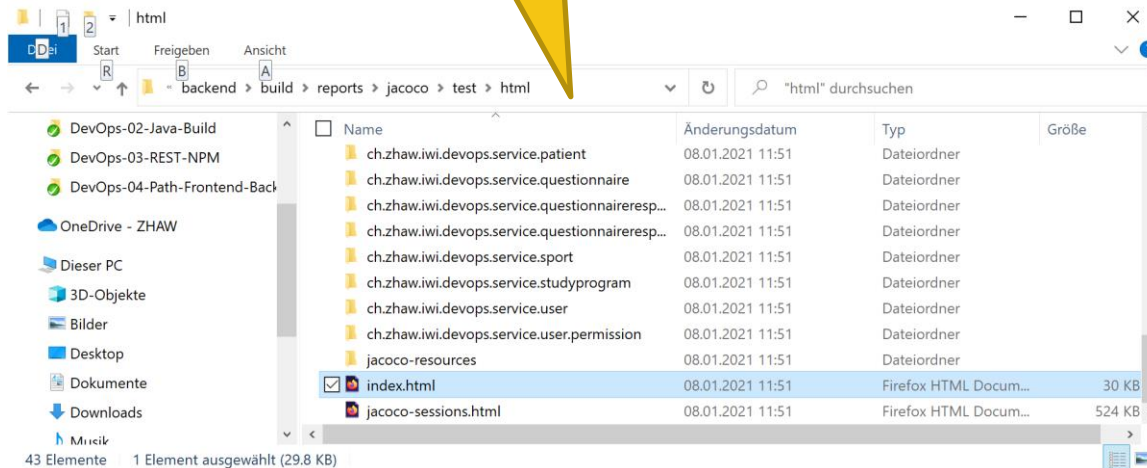 html
1
2
Datei
D
Start
Freigeben
Ansicht
R
B
A
backend > build > reports > jacoco > test > html
"html" durchsuchen
DevOps-02-Java-Build
DevOps-03-REST-NPM
DevOps-04-Path-Frontend-Back
OneDrive - ZHAW
Dieser PC
3D-Objekte
Bilder
Desktop
Dokumente
Downloads
Musik
Name Änderungsdatum Typ Größe
ch.zhaw.iwi.devops.service.patient 08.01.2021 11:51 Dateiordner
ch.zhaw.iwi.devops.service.questionnaire 08.01.2021 11:51 Dateiordner
ch.zhaw.iwi.devops.service.questionnaireresp... 08.01.2021 11:51 Dateiordner
ch.zhaw.iwi.devops.service.questionnaireresp... 08.01.2021 11:51 Dateiordner
ch.zhaw.iwi.devops.service.sport 08.01.2021 11:51 Dateiordner
ch.zhaw.iwi.devops.service.studyprogram 08.01.2021 11:51 Dateiordner
ch.zhaw.iwi.devops.service.user 08.01.2021 11:51 Dateiordner
ch.zhaw.iwi.devops.service.user.permission 08.01.2021 11:51 Dateiordner
jacoco-resources 08.01.2021 11:51 Dateiordner
index.html 08.01.2021 11:51 Firefox HTML Docum... 30 KB
jacoco-sessions.html 08.01.2021 11:51 Firefox HTML Docum... 524 KB
43 Elemente 1 Element ausgewählt (29.8 KB)